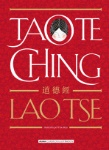 TAO TE
CHING
道德經
LAO TSE